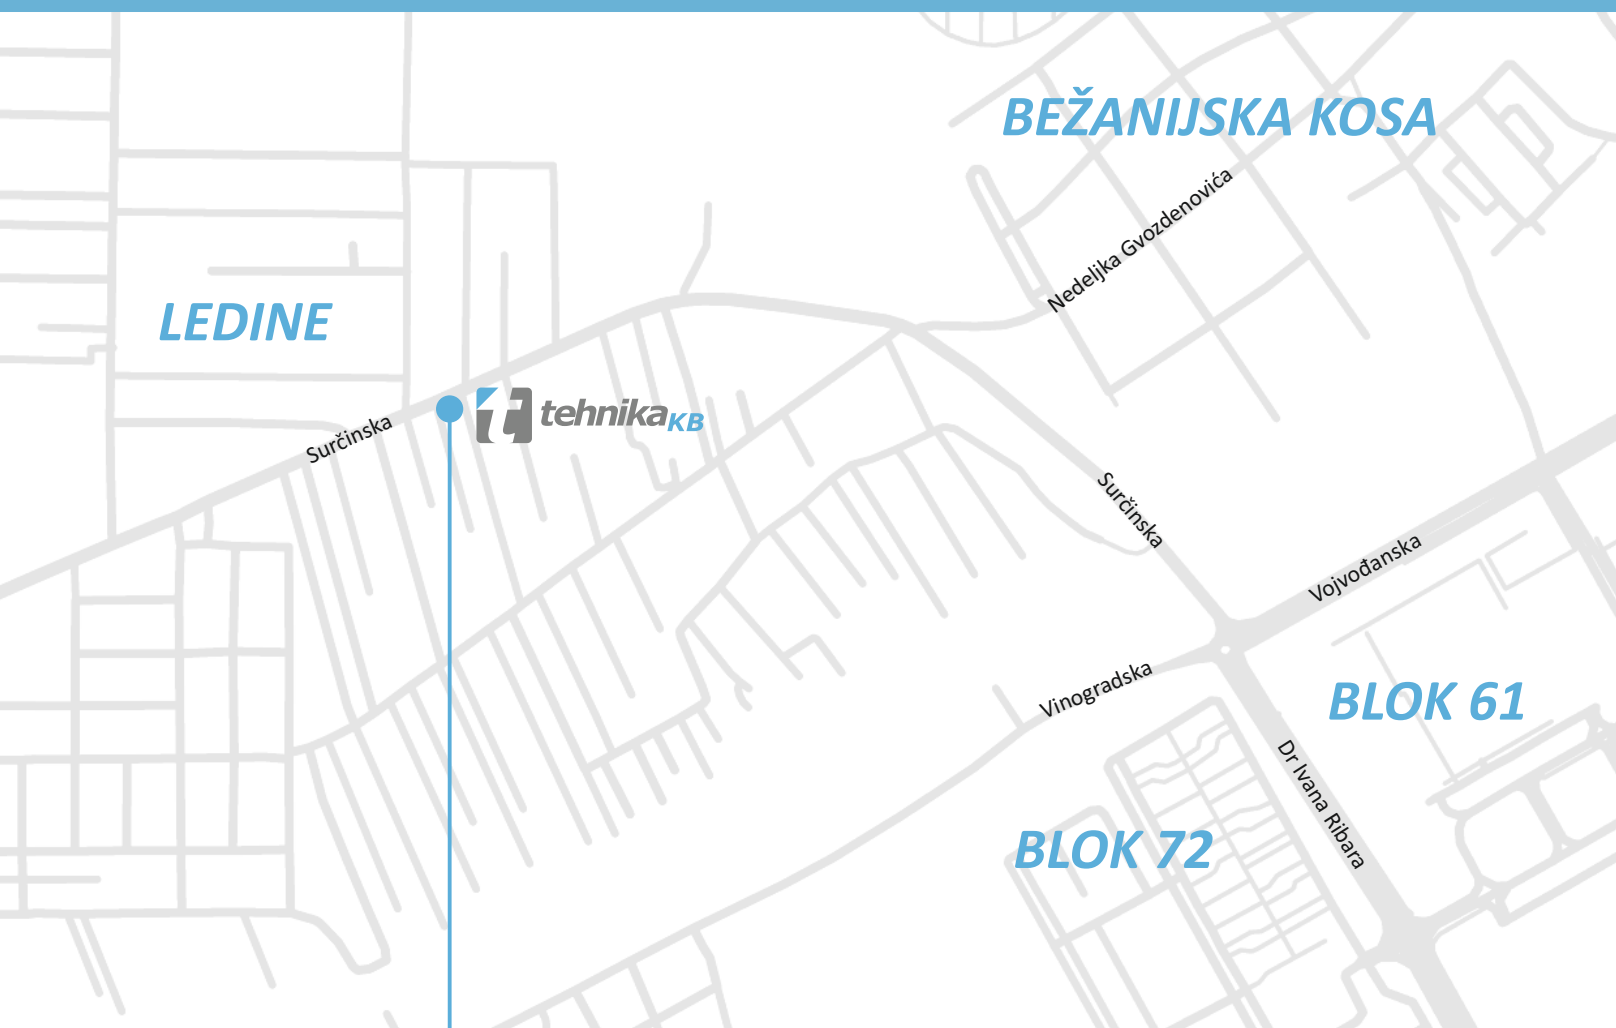 BEŽANIJSKA KOSA
Nedeljka Gvozdenovića
LEDINE
tehnikaKB
Surčinska
Surčinska
Vojvođanska
Vinogradska
BLOK 61
Dr Ivana Ribara
BLOK 72